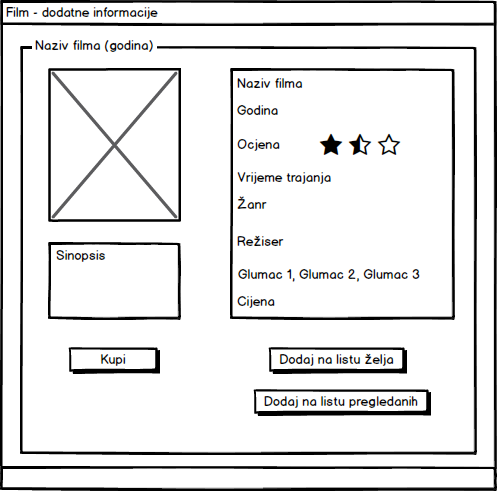 Film - dodatne informacije
Naziv filma (godina)
Naziv filma
Godina
Ocjena
Vrijeme trajanja
Žanr
Režiser
Glumac 1, Glumac 2, Glumac 3
Cijena
Sinopsis
Kupi
Dodaj na listu želja
Dodaj na listu pregledanih